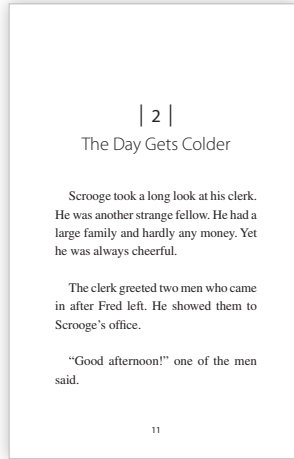 | 2 |
The Day Gets Colder
Scrooge took a long look at his clerk.
He was another strange fellow. He had a
large family and hardly any money. Yet
he was always cheerful.
The clerk greeted two men who came
in after Fred left. He showed them to
Scrooge’s office.
“Good afternoon!” one of the men
said.
11